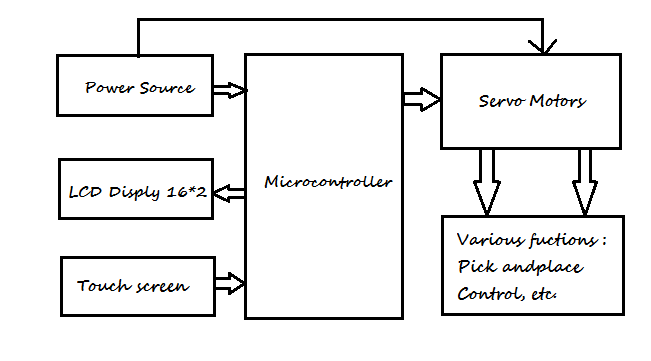 Power Source
Servo Motors
LCD Disply 16*2
Microcontroller
Touch screen
Various fuctions :
Pick andplace
Control, etc.